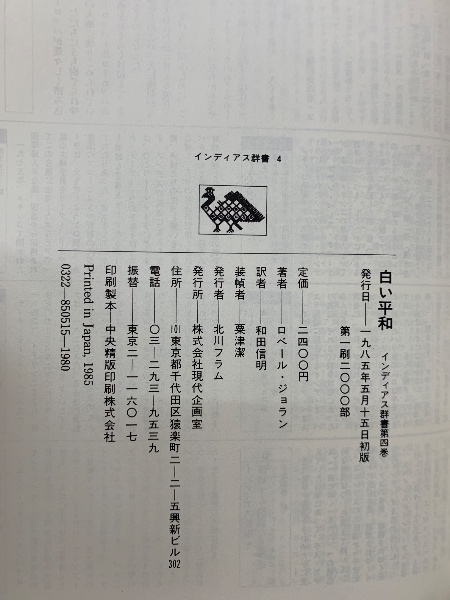 インディアス群書 4
白い平和 インディアス群書第四巻
発行日――一九八五年五月十五日初版
第一刷二〇〇〇部
定価――二四〇〇円
著者――ロベール・ジョラン
訳者――和田信明
装幀者――粟津潔
発行者――北川フラム
発行所――株式会社現代企画室
住所――101東京都千代田区猿楽町二―二―五興新ビル302
電話――〇三―二九三―九五三九
振替――東京二―一一六〇一七
印刷製本――中央精版印刷株式会社
Printed in Japan, 1985
0322―850515―1980